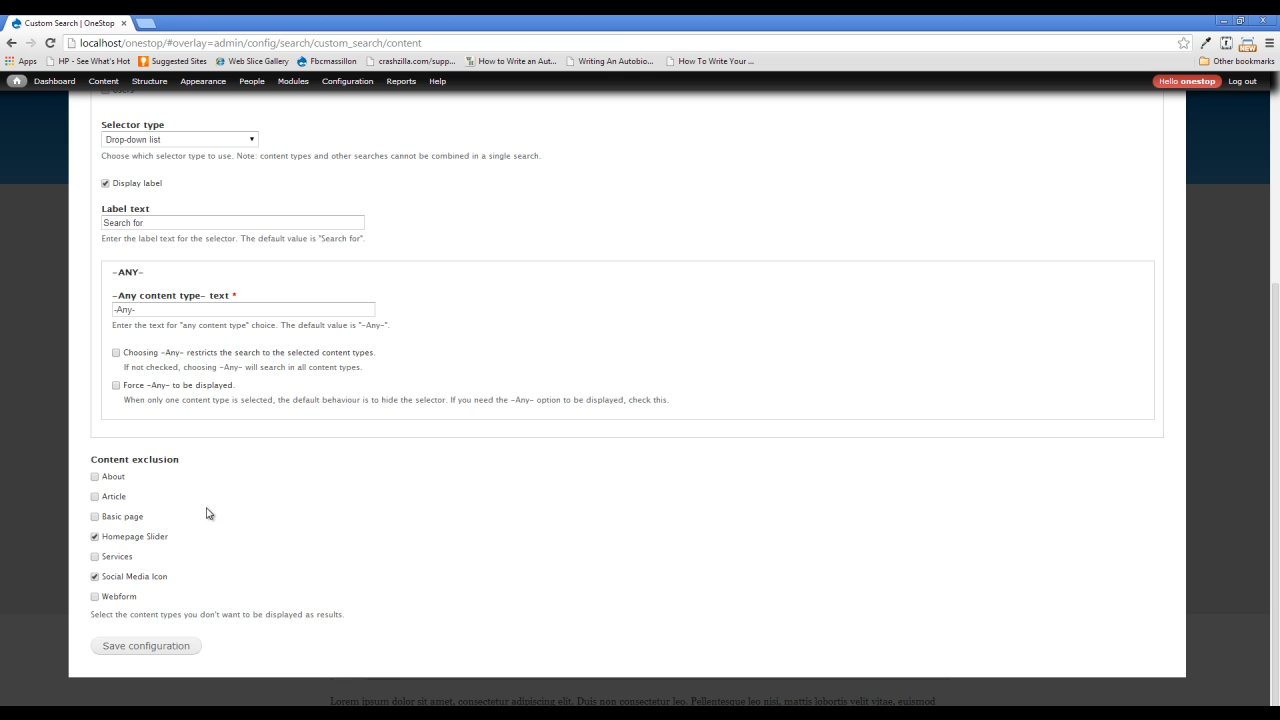 Custom Search | OneStop
localhost/onestop/#overlay=admin/config/search/custom_search/content
Apps HP - See What's Hot Suggested Sites Web Slice Gallery Fbcmassillon crashzilla.com/supp... How to Write an Aut... Writing An Autobio... How To Write Your ... NEW Other bookmarks
Dashboard Content Structure Appearance People Modules Configuration Reports Help Hello onestop Log out
Selector type
Drop-down list
Choose which selector type to use. Note: content types and other searches cannot be combined in a single search.
Display label
Label text
Search for
Enter the label text for the selector. The default value is "Search for".
-ANY-
-Any content type- text *
-Any-
Enter the text for "any content type" choice. The default value is "-Any-".
Choosing -Any- restricts the search to the selected content types.
If not checked, choosing -Any- will search in all content types.
Force -Any- to be displayed.
When only one content type is selected, the default behaviour is to hide the selector. If you need the -Any- option to be displayed, check this.
Content exclusion
About
Article
Basic page
Homepage Slider
Services
Social Media Icon
Webform
Select the content types you don't want to be displayed as results.
Save configuration
Lorem ipsum dolor sit amet, consectetur adipiscing elit. Duis non consectetur leo. Pellentesque leo nisi, mattis lobortis velit vitae, euismod